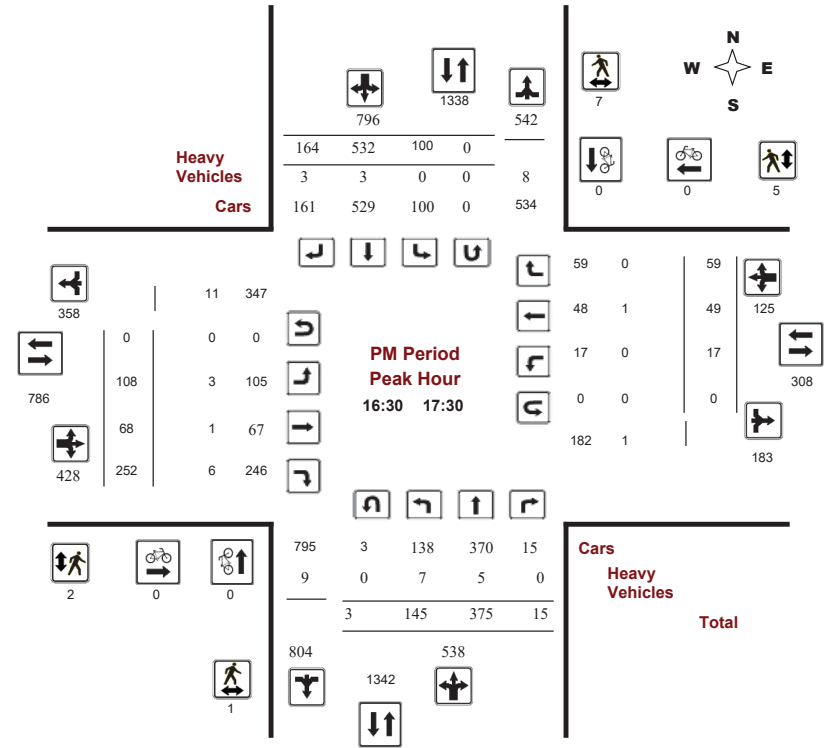 N
W E
S
1338
796 542
7
164 532 100 0
Heavy
Vehicles 3 3 0 0 8
Cars 161 529 100 0 534
0 0 5
59 0 59
11 347
358
48 1 49 125
0 0 0
PM Period
Peak Hour
16:30 17:30
17 0 17
308
786
108 3 105
0 0 0
68 1 67
182 1
183
428
252 6 246
795 3 138 370 15 Cars
9 0 7 5 0 Heavy
Vehicles
2 0 0
3 145 375 15 Total
804 538
1342
1